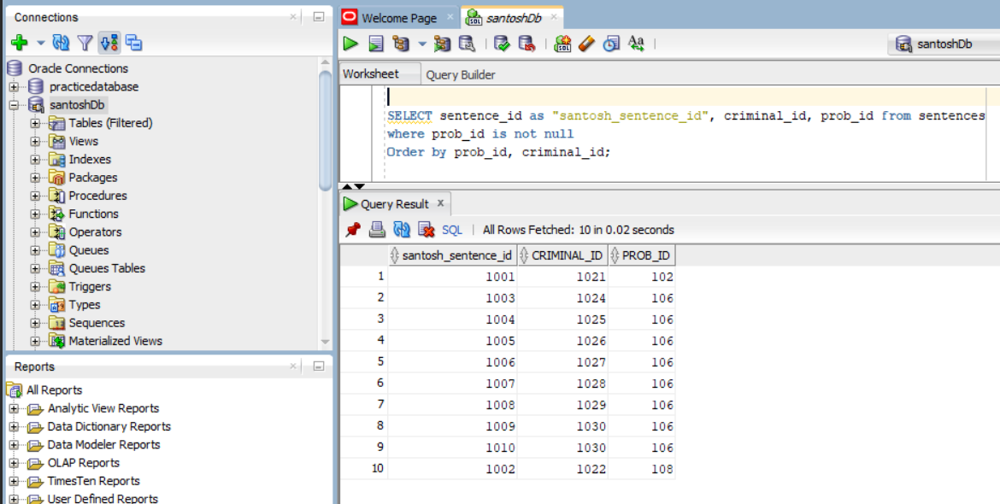 Connections
Oracle Connections
practicedatabase
santoshDb
Tables (Filtered)
Views
Indexes
Packages
Procedures
Functions
Operators
Queues
Queues Tables
Triggers
Types
Sequences
Materialized Views
Reports
All Reports
Analytic View Reports
Data Dictionary Reports
Data Modeler Reports
OLAP Reports
TimesTen Reports
User Defined Reports
Welcome Page
santoshDb
Aa
santoshDb
Worksheet Query Builder
SELECT sentence_id as "santosh_sentence_id", criminal_id, prob_id from sentences
where prob_id is not null
Order by prob_id, criminal_id;
Query Result
SQL | All Rows Fetched: 10 in 0.02 seconds
santosh_sentence_id CRIMINAL_ID PROB_ID
1 1001 1021 102
2 1003 1024 106
3 1004 1025 106
4 1005 1026 106
5 1006 1027 106
6 1007 1028 106
7 1008 1029 106
8 1009 1030 106
9 1010 1030 106
10 1002 1022 108